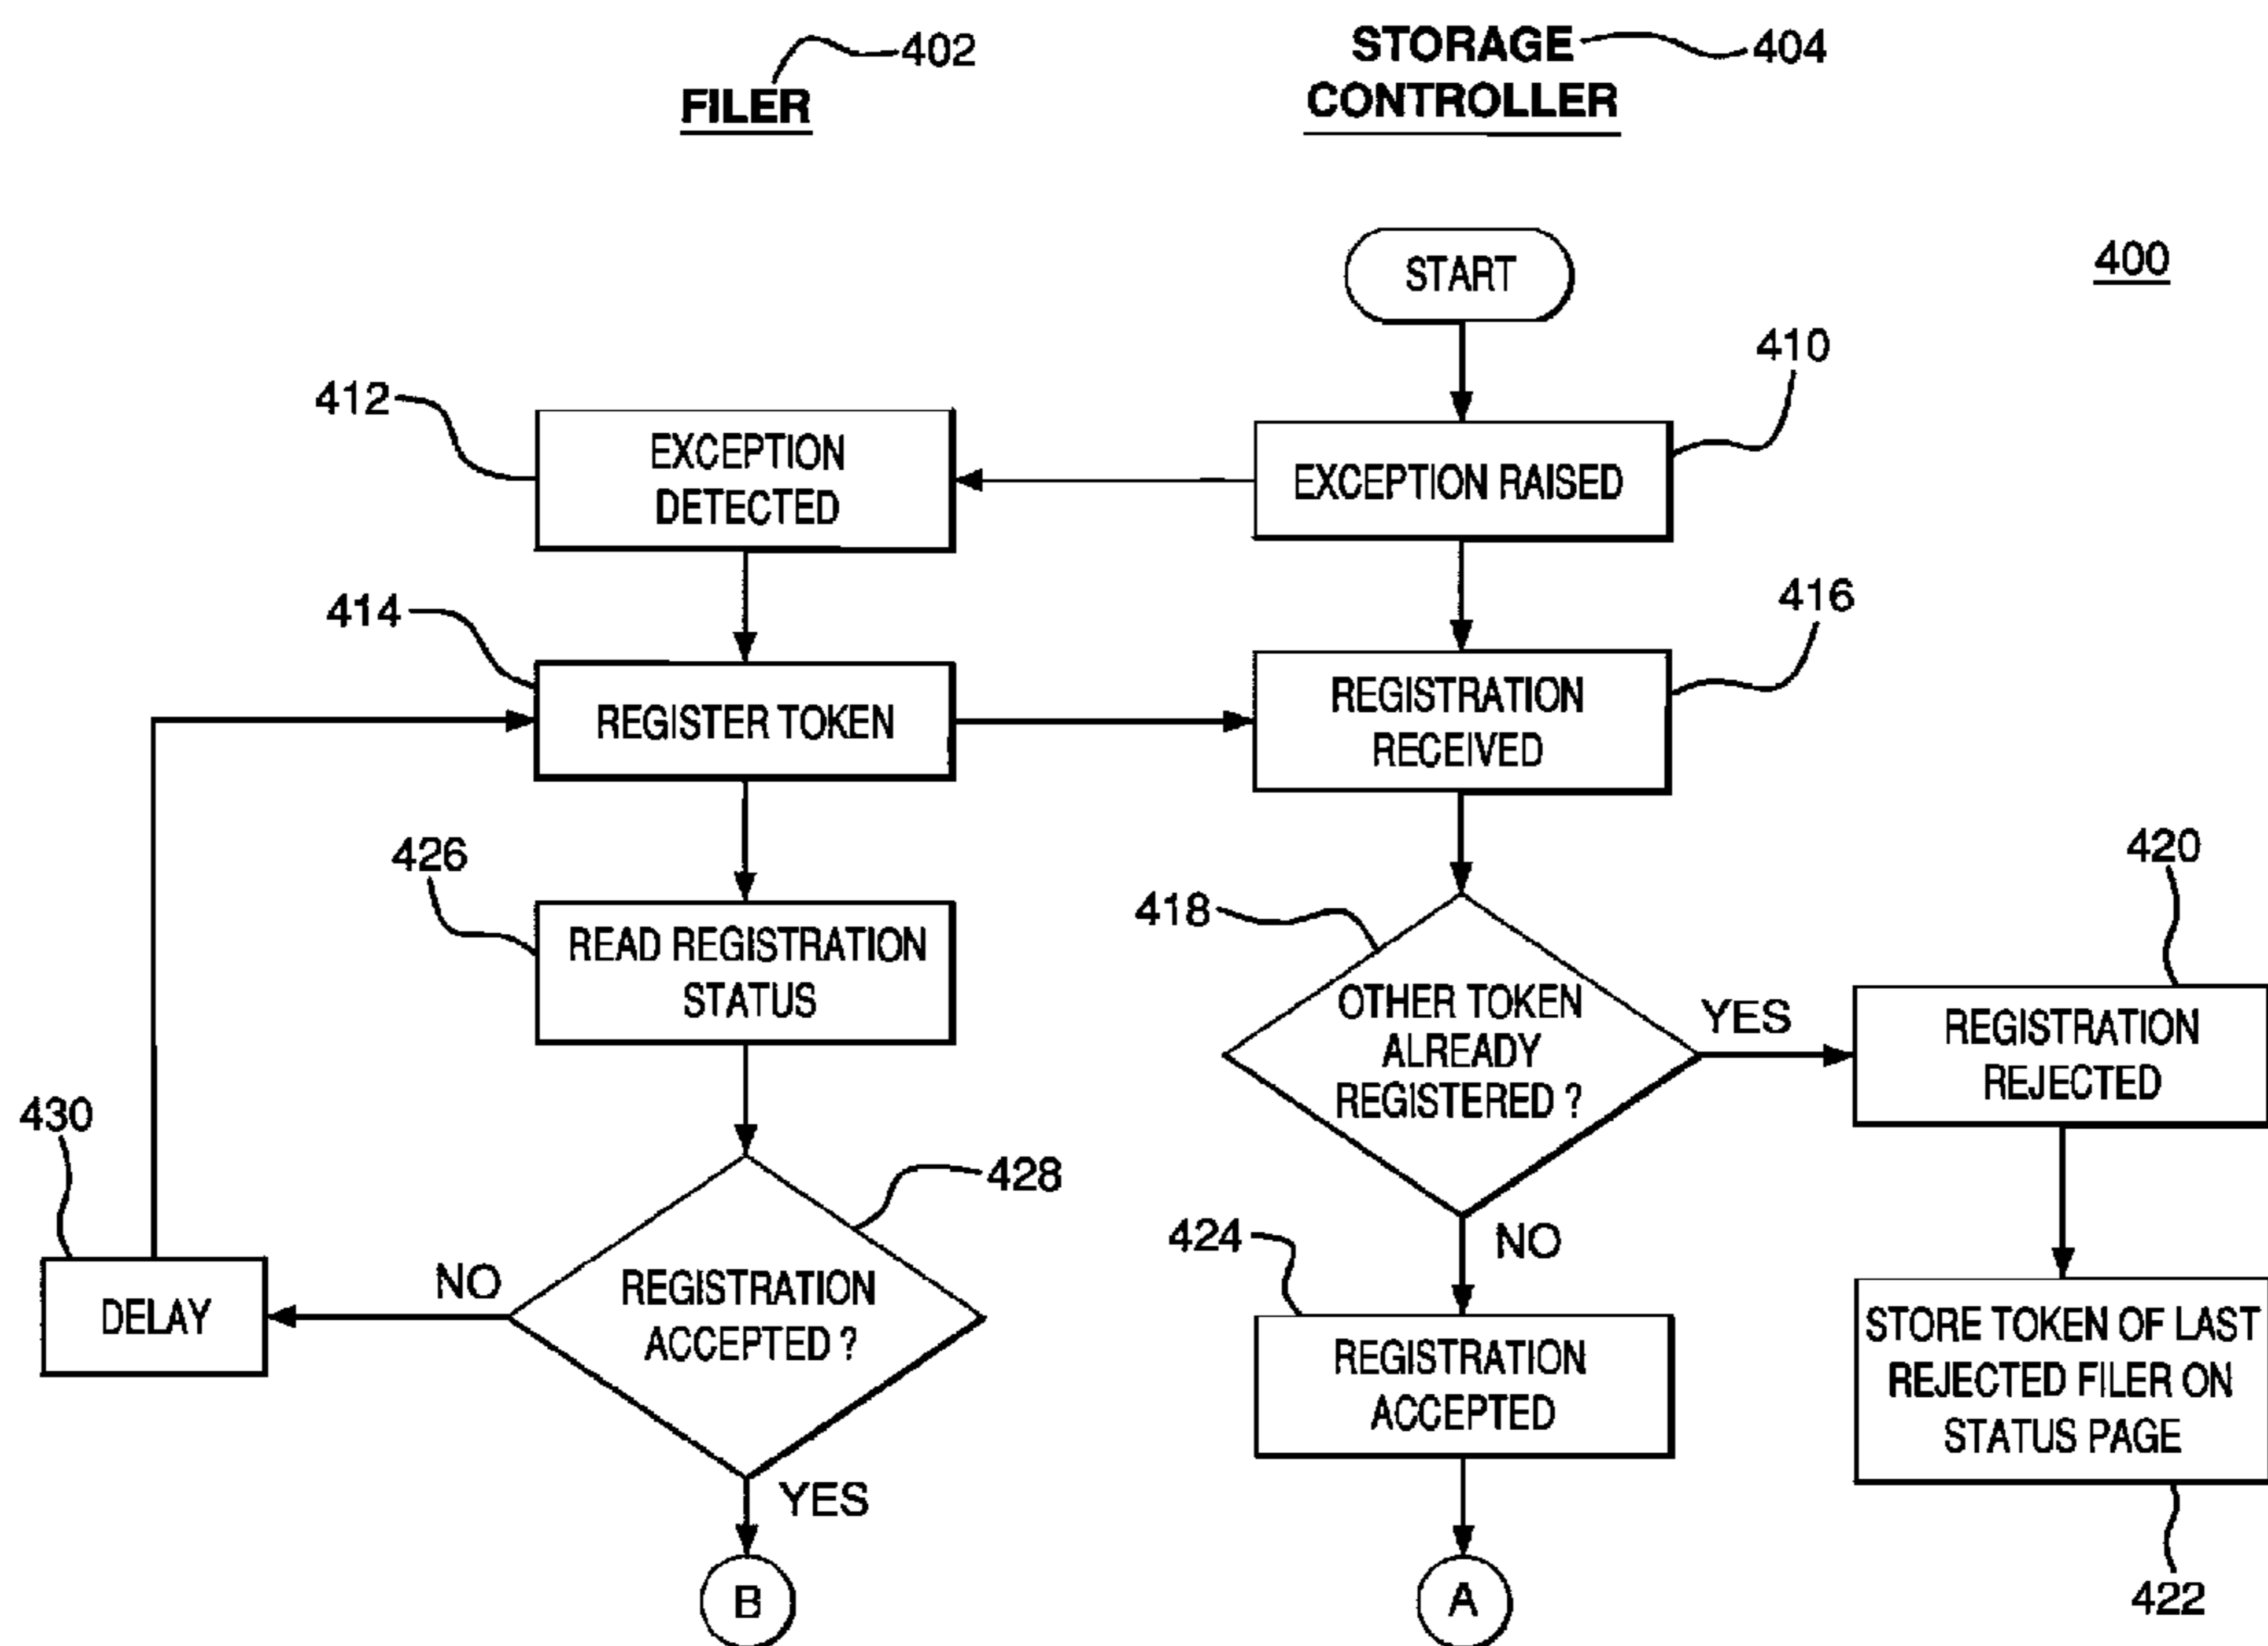 402
FILER
STORAGE
CONTROLLER
404
START
400
410
412
EXCEPTION
DETECTED
EXCEPTION RAISED
414
416
REGISTER TOKEN
REGISTRATION
RECEIVED
426
READ REGISTRATION
STATUS
418
OTHER TOKEN
ALREADY
REGISTERED ?
YES
420
REGISTRATION
REJECTED
430
DELAY
NO
428
REGISTRATION
ACCEPTED ?
YES
424
NO
REGISTRATION
ACCEPTED
STORE TOKEN OF LAST
REJECTED FILER ON
STATUS PAGE
422
B
A